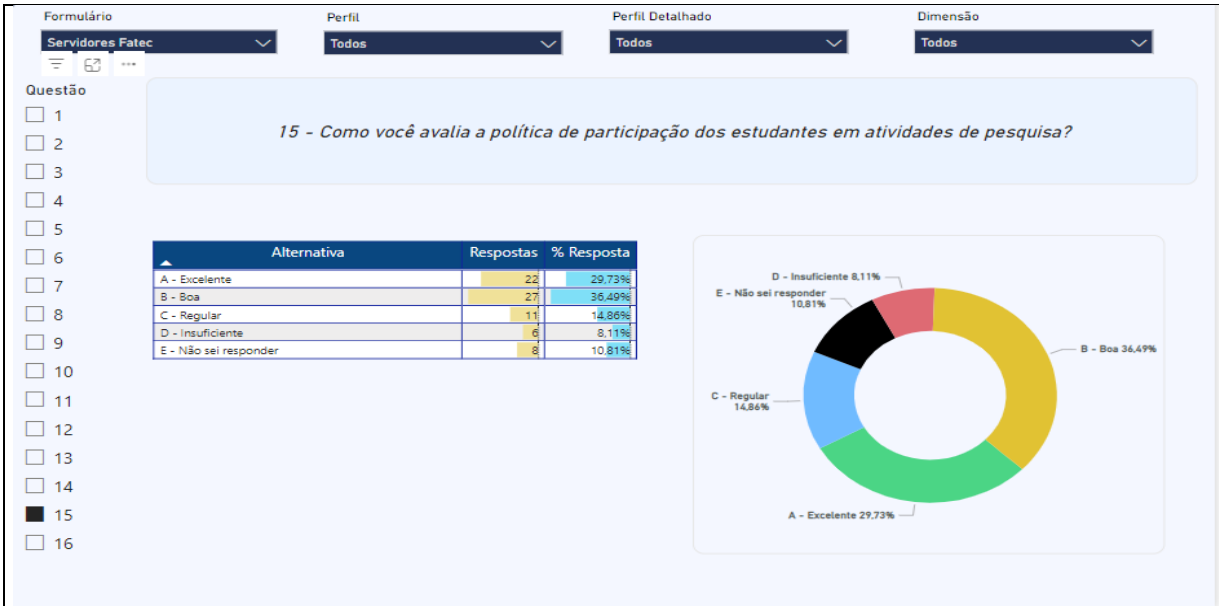 Formulário Perfil Perfil Detalhado Dimensão
Servidores Fatec Todos Todos Todos
Questão
1
2
3
4
5
6
7
8
9
10
11
12
13
14
15
16
15 - Como você avalia a política de participação dos estudantes em atividades de pesquisa?
Alternativa Respostas % Resposta
A - Excelente 22 29,73%
B - Boa 27 36,49%
C - Regular 11 14,86%
D - Insuficiente 6 8,11%
E - Não sei responder 8 10,81%
D - Insuficiente 8,11%
E - Não sei responder
10,81%
B - Boa 36,49%
C - Regular
14,86%
A - Excelente 29,73%